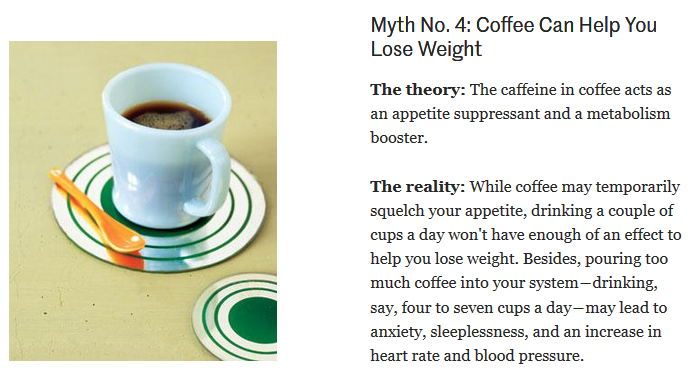 Myth No. 4: Coffee Can Help You
Lose Weight
The theory: The caffeine in coffee acts as
an appetite suppressant and a metabolism
booster.
The reality: While coffee may temporarily
squelch your appetite, drinking a couple of
cups a day won't have enough of an effect to
help you lose weight. Besides, pouring too
much coffee into your system—drinking,
say, four to seven cups a day—may lead to
anxiety, sleeplessness, and an increase in
heart rate and blood pressure.